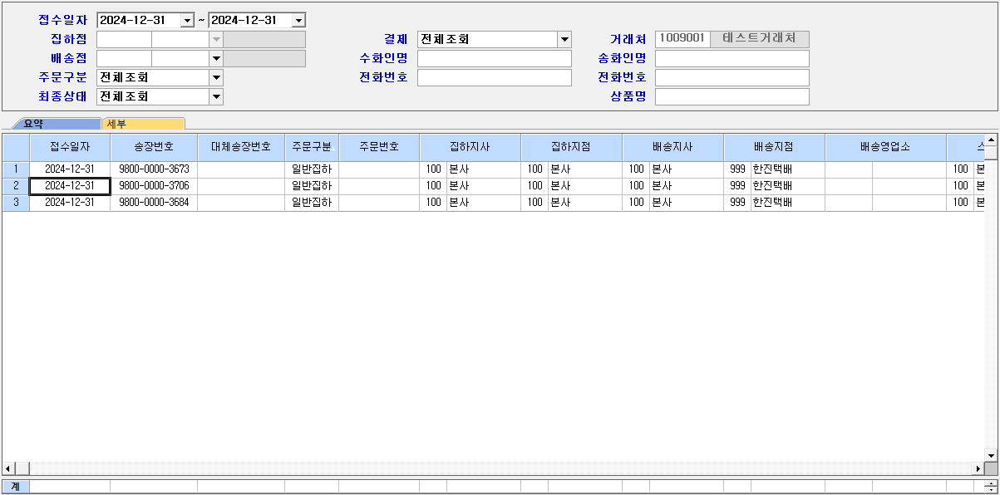 접수일자 2024-12-31 ~ 2024-12-31
집하점 결제 전체조회 거래처 1009001 테스트거래처
배송점 수화인명 송화인명
주문구분 전체조회 전화번호 전화번호
최종상태 전체조회 상품명
요약 세부
접수일자 송장번호 대체송장번호 주문구분 주문번호 집하지사 집하지점 배송지사 배송지점 배송영업소 스
1 2024-12-31 9800-0000-3673 일반집하 100 본사 100 본사 100 본사 999 한진택배 100 본
2 2024-12-31 9800-0000-3706 일반집하 100 본사 100 본사 100 본사 999 한진택배 100 본
3 2024-12-31 9800-0000-3684 일반집하 100 본사 100 본사 100 본사 999 한진택배 100 본
계